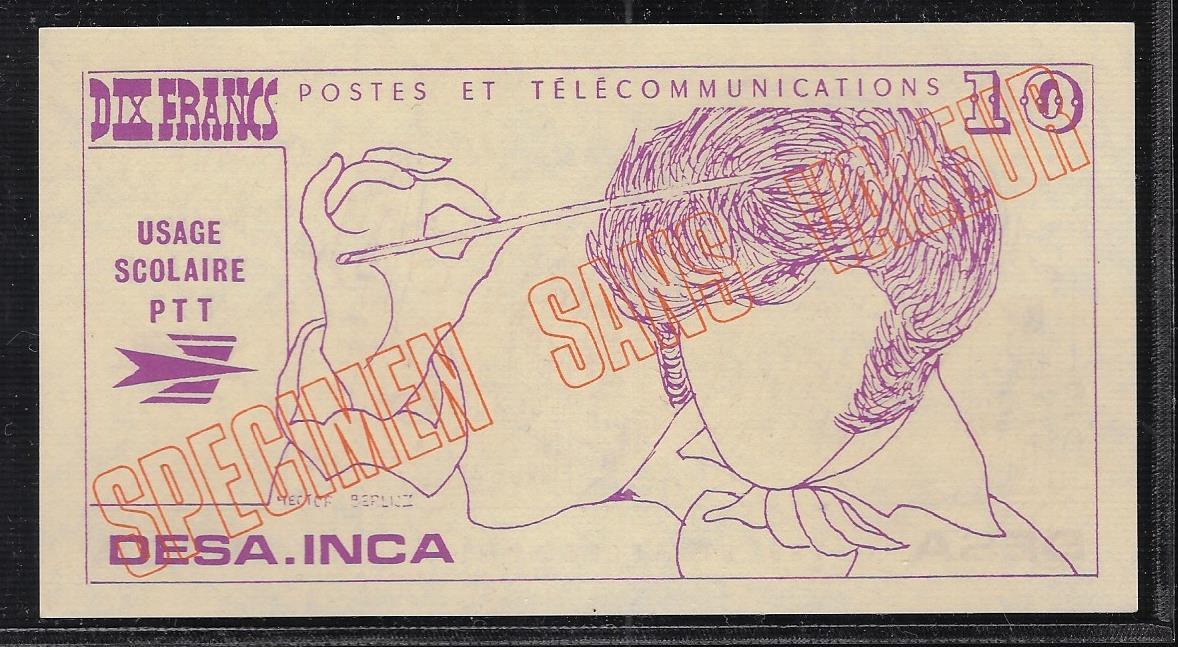 DIX FRANCS
POSTES ET TÉLÉCOMMUNICATIONS
10
USAGE
SCOLAIRE
PTT
SPECIMEN SANS VALEUR
HECTOR BERLIOZ
DESA.INCA